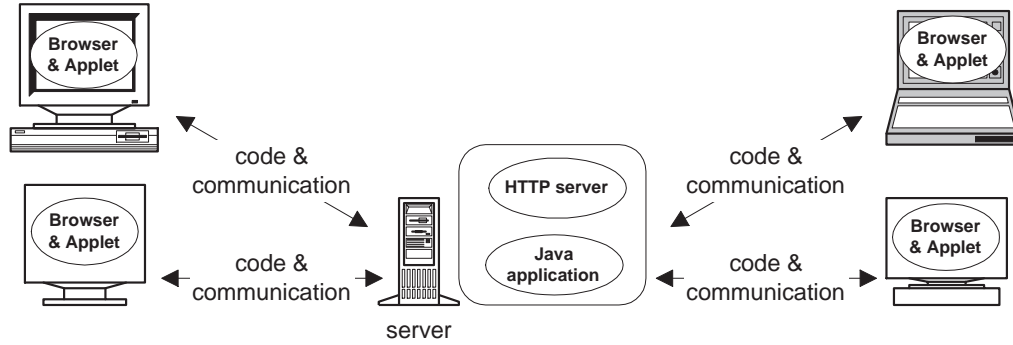 Browser
& Applet
Browser
& Applet
code &
communication
code &
communication
HTTP server
Browser
& Applet
Java
application
Browser
& Applet
code &
communication
code &
communication
server